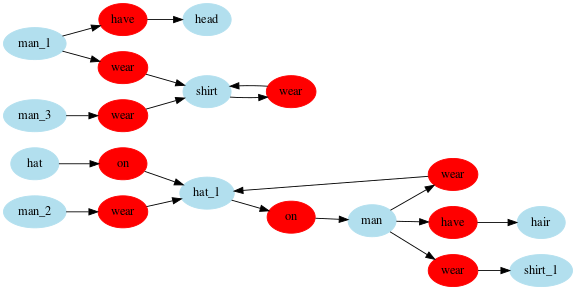 have
head
man_1
wear
shirt
wear
man_3
wear
hat
on
wear
hat_1
man_2
wear
on
man
have
hair
wear
shirt_1